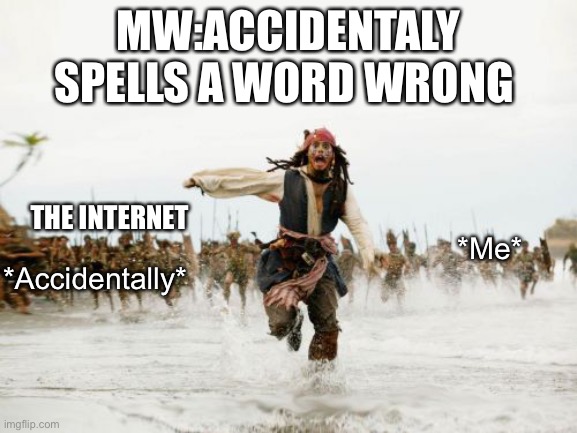 MW:ACCIDENTALY
SPELLS A WORD WRONG
THE INTERNET
*Me*
*Accidentally*
imgflip.com